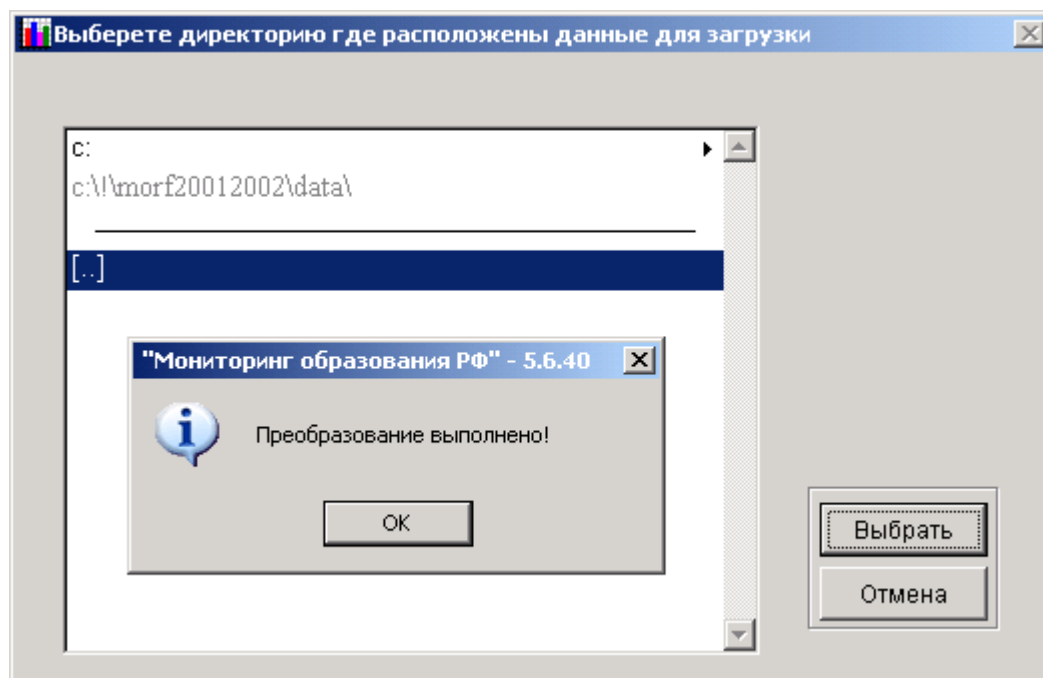 Выберете директорию где расположены данные для загрузки
c:
c:\!\morf20012002\data\
[..]
"Мониторинг образования РФ" - 5.6.40
Преобразование выполнено!
OK
Выбрать
Отмена